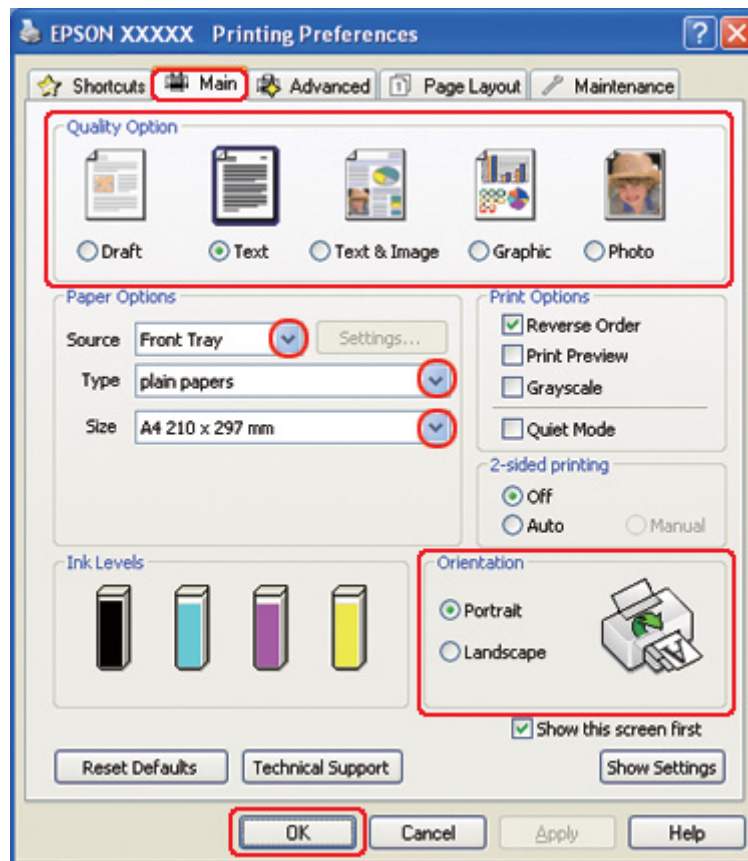 EPSON XXXXX Printing Preferences
Shortcuts Main Advanced 1 Page Layout Maintenance
Quality Option
Draft Text Text & Image Graphic Photo
Paper Options
Source Front Tray Settings...
Type plain papers
Size A4 210 x 297 mm
Print Options
Reverse Order
Print Preview
Grayscale
Quiet Mode
2-sided printing
Off
Auto Manual
Ink Levels
Orientation
Portrait
Landscape
A
Show this screen first
Reset Defaults Technical Support Show Settings
OK Cancel Apply Help